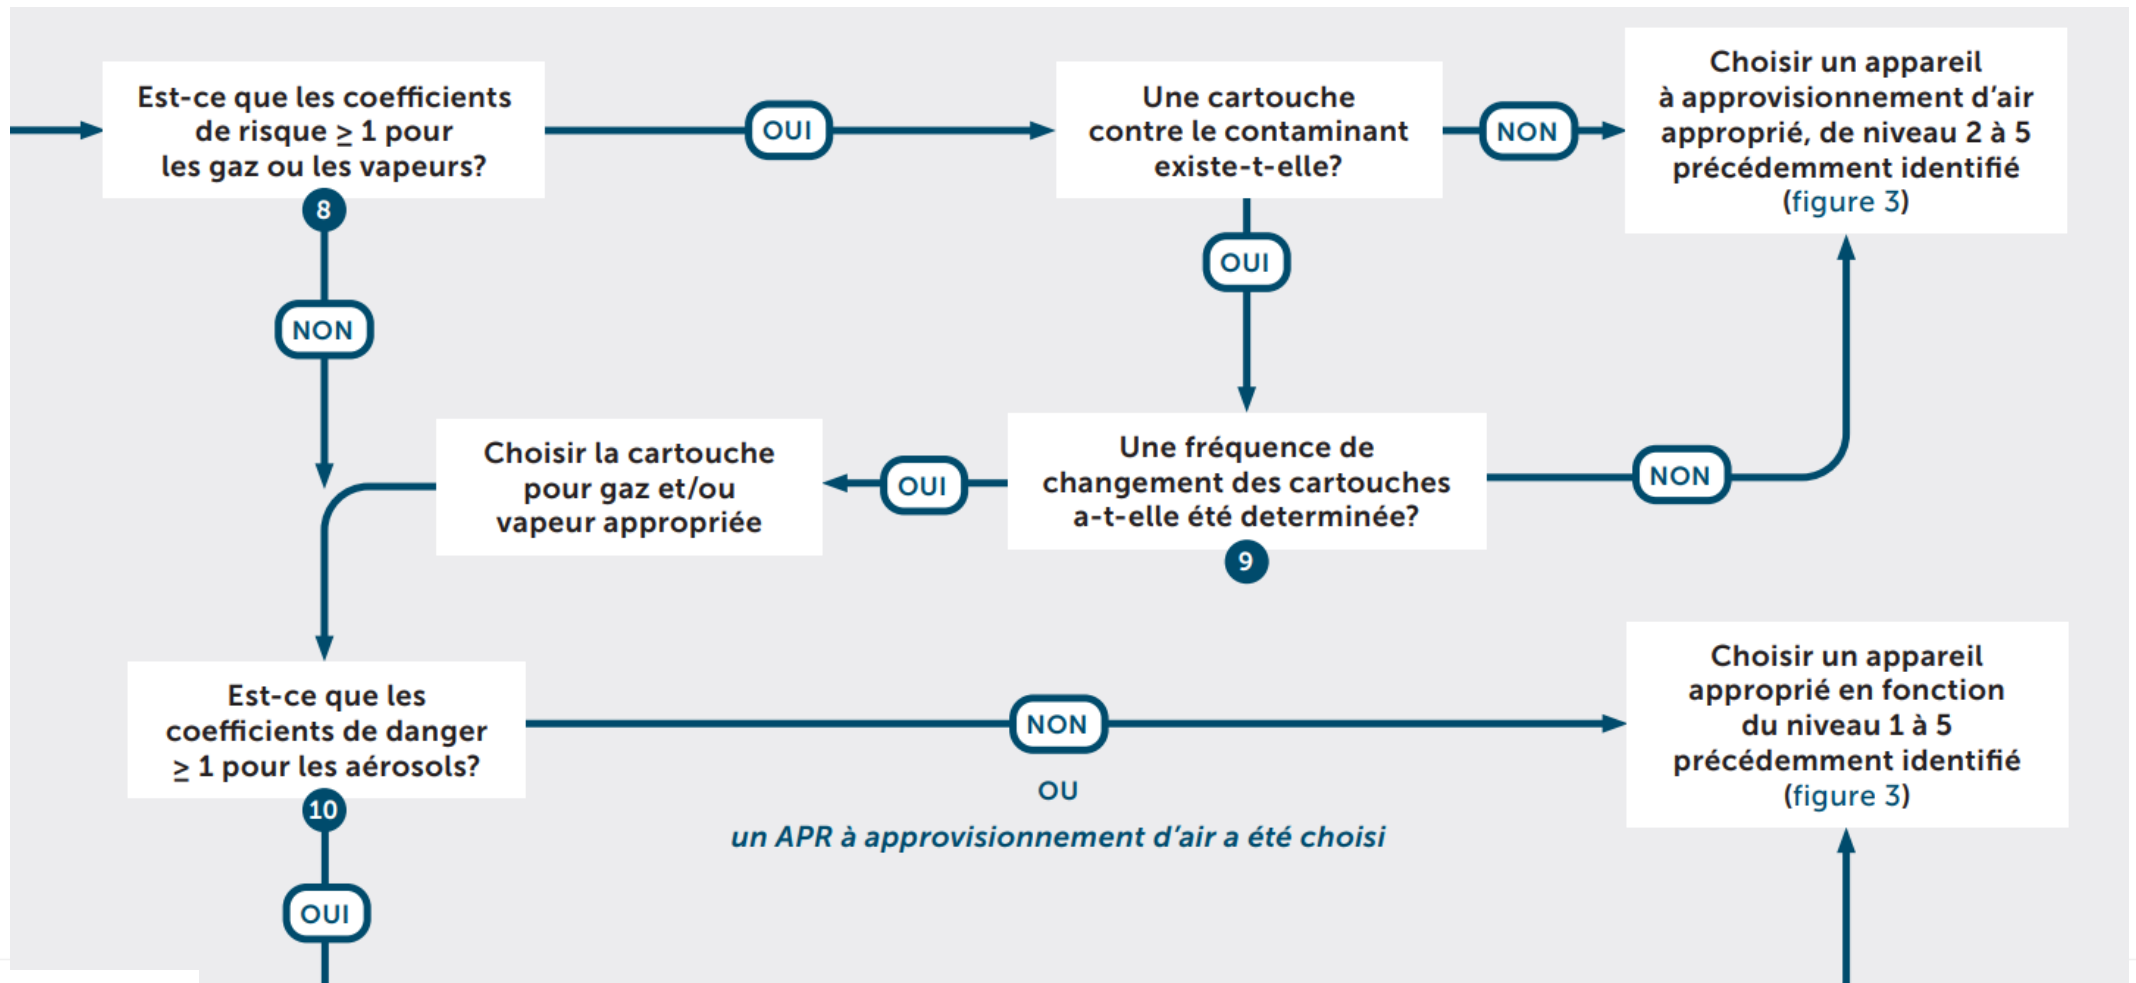 Est-ce que les coefficients
de risque ≥ 1 pour
les gaz ou les vapeurs?
8
OUI
Une cartouche
contre le contaminant
existe-t-elle?
NON
Choisir un appareil
à approvisionnement d’air
approprié, de niveau 2 à 5
précédemment identifié
(figure 3)
OUI
NON
Choisir la cartouche
pour gaz et/ou
vapeur appropriée
OUI
Une fréquence de
changement des cartouches
a-t-elle été determinée?
9
NON
Est-ce que les
coefficients de danger
≥ 1 pour les aérosols?
10
NON
OU
un APR à approvisionnement d’air a été choisi
Choisir un appareil
approprié en fonction
du niveau 1 à 5
précédemment identifié
(figure 3)
OUI